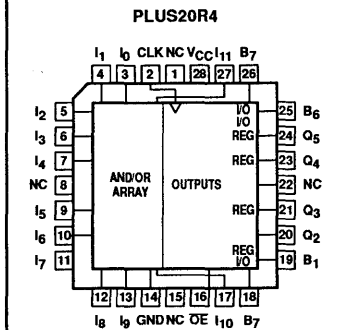 PLUS20R4
I1 I0 CLK NC VCC I11 B7
4 3 2 1 28 27 26
I2 5 I/O 25 B6
I/O
I3 6 REG 24 Q5
I4 7 REG 23 Q4
NC 8 AND/OR ARRAY OUTPUTS 22 NC
I5 9 REG 21 Q3
I6 10 20 Q2
REG
I7 11 I/O 19 B1
12 13 14 15 16 17 18
I8 I9 GND NC OE I10 B7